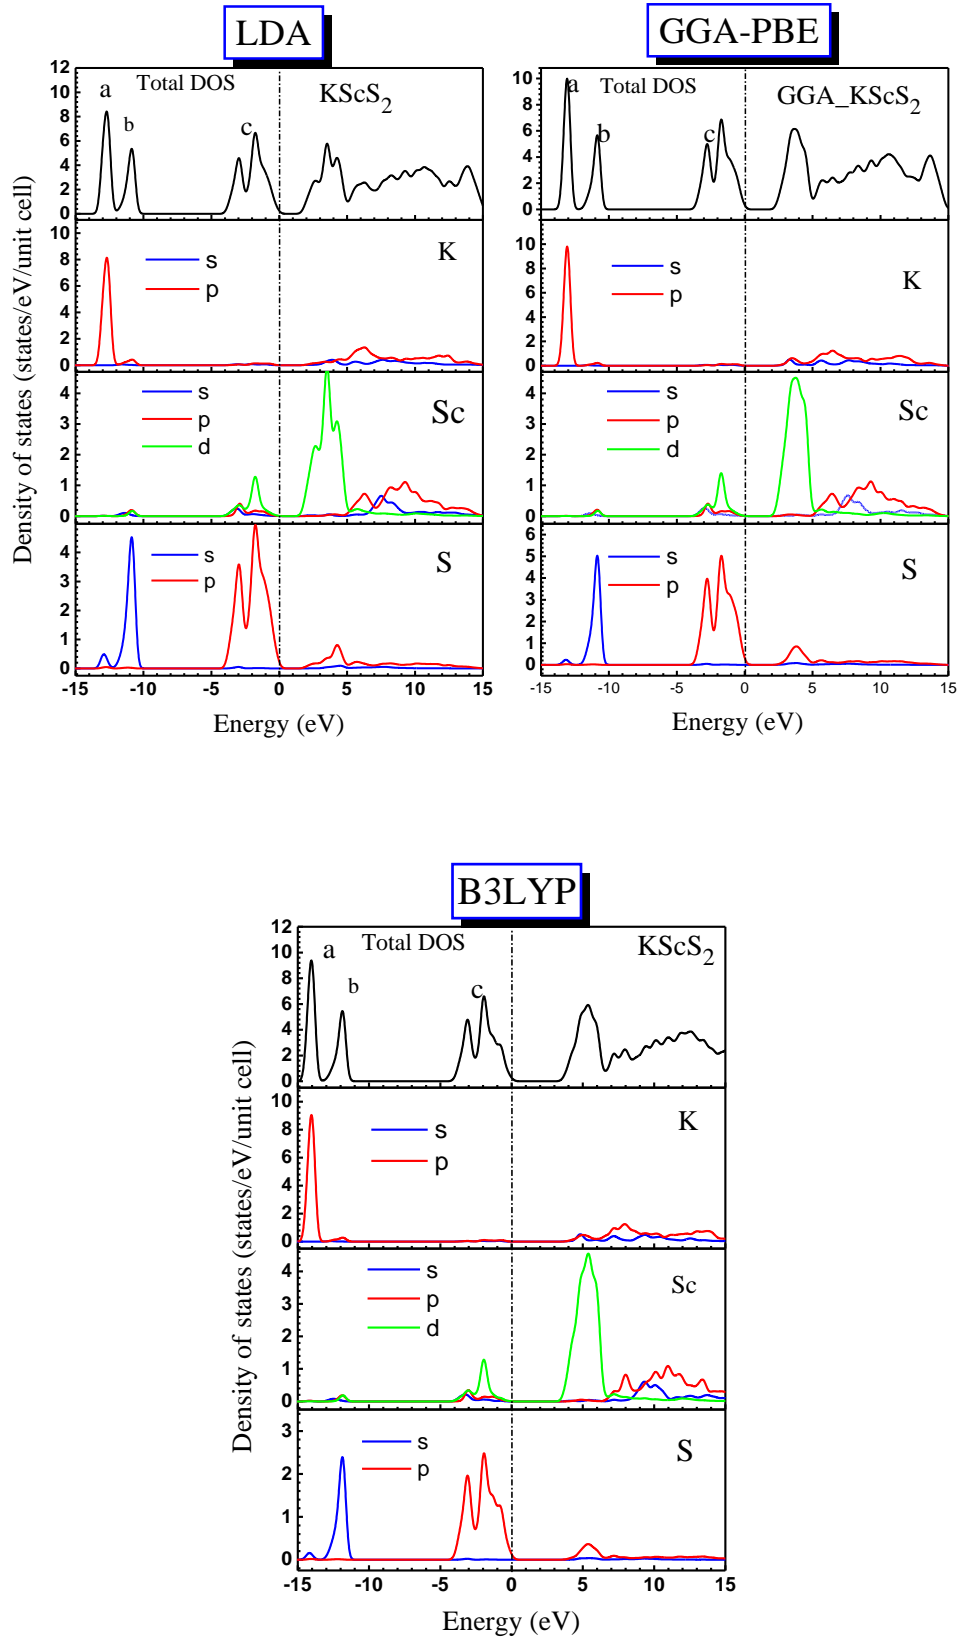 LDA
12
10
8
6
4
2
0
a
b
Total DOS
c
KScS2
10
8
6
4
2
0
s
p
K
4
3
2
1
0
s
p
d
Sc
4
3
2
1
0
s
p
S
-15 -10 -5 0 5 10 15
Energy (eV)
Density of states (states/eV/unit cell)
GGA-PBE
10
8
6
4
2
0
a
b
Total DOS
c
GGA_KScS2
10
8
6
4
2
0
s
p
K
4
3
2
1
0
s
p
d
Sc
6
5
4
3
2
1
0
s
p
S
-15 -10 -5 0 5 10 15
Energy (eV)
B3LYP
12
10
8
6
4
2
0
a
b
Total DOS
c
KScS2
10
8
6
4
2
0
s
p
K
4
3
2
1
0
s
p
d
Sc
3
2
1
0
s
p
S
-15 -10 -5 0 5 10 15
Energy (eV)
Density of states (states/eV/unit cell)